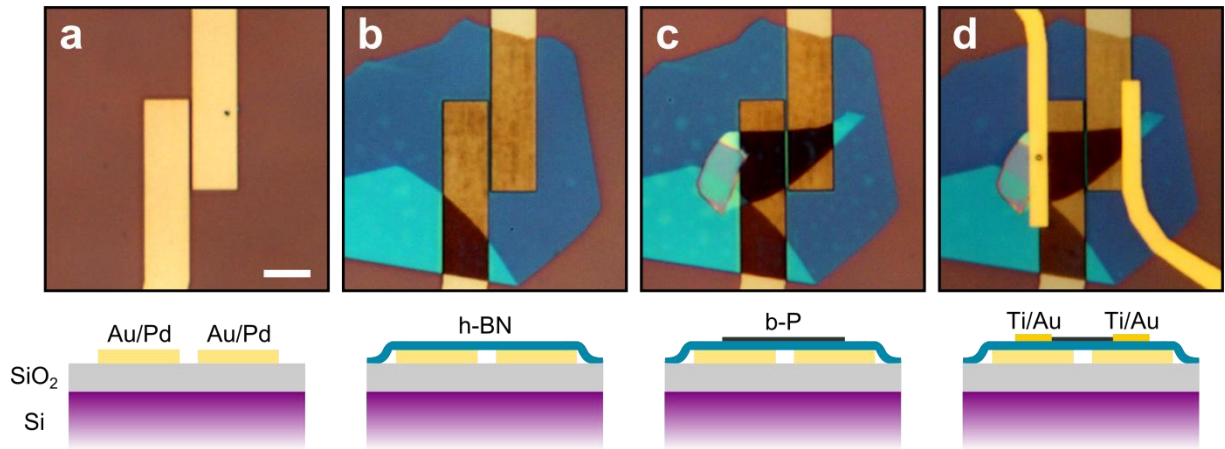 a b c d
Au/Pd Au/Pd h-BN b-P Ti/Au Ti/Au
SiO₂
Si